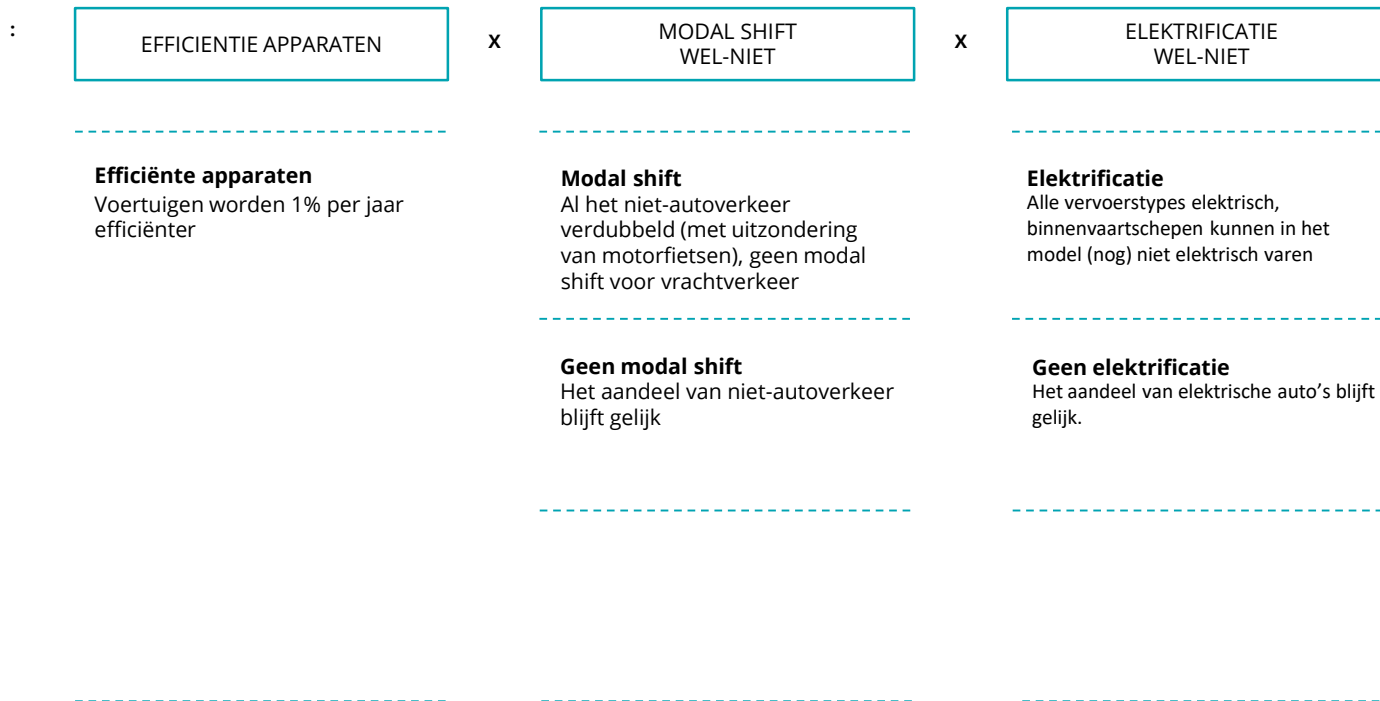 :
EFFICIENTIE APPARATEN
X
MODAL SHIFT
WEL-NIET
X
ELEKTRIFICATIE
WEL-NIET
Efficiënte apparaten
Voertuigen worden 1% per jaar
efficiënter
Modal shift
Al het niet-autoverkeer
verdubbeld (met uitzondering
van motorfietsen), geen modal
shift voor vrachtverkeer
Elektrificatie
Alle vervoerstypes elektrisch,
binnenvaartschepen kunnen in het
model (nog) niet elektrisch varen
Geen modal shift
Het aandeel van niet-autoverkeer
blijft gelijk
Geen elektrificatie
Het aandeel van elektrische auto’s blijft
gelijk.